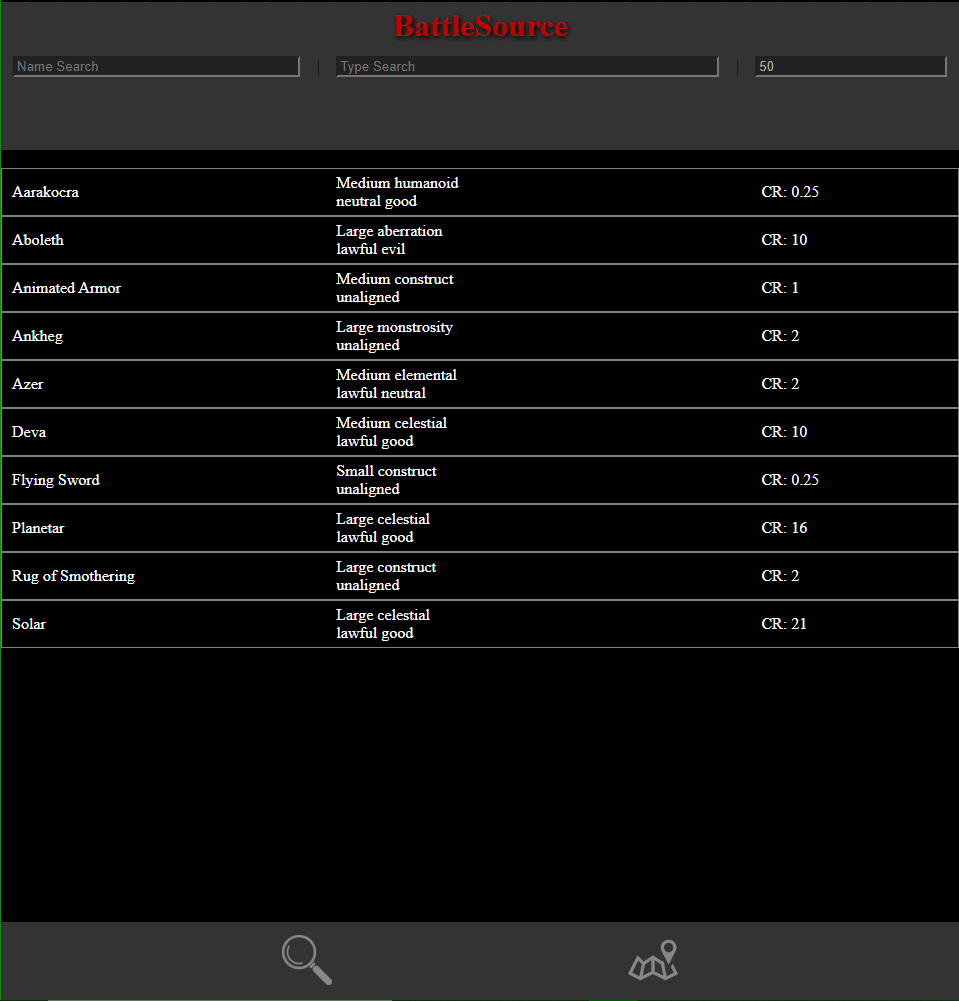 BattleSource
Name Search | Type Search | 50
Aarakocra Medium humanoid CR: 0.25
neutral good
Aboleth Large aberration CR: 10
lawful evil
Animated Armor Medium construct CR: 1
unaligned
Ankheg Large monstrosity CR: 2
unaligned
Azer Medium elemental CR: 2
lawful neutral
Deva Medium celestial CR: 10
lawful good
Flying Sword Small construct CR: 0.25
unaligned
Planetar Large celestial CR: 16
lawful good
Rug of Smothering Large construct CR: 2
unaligned
Solar Large celestial CR: 21
lawful good